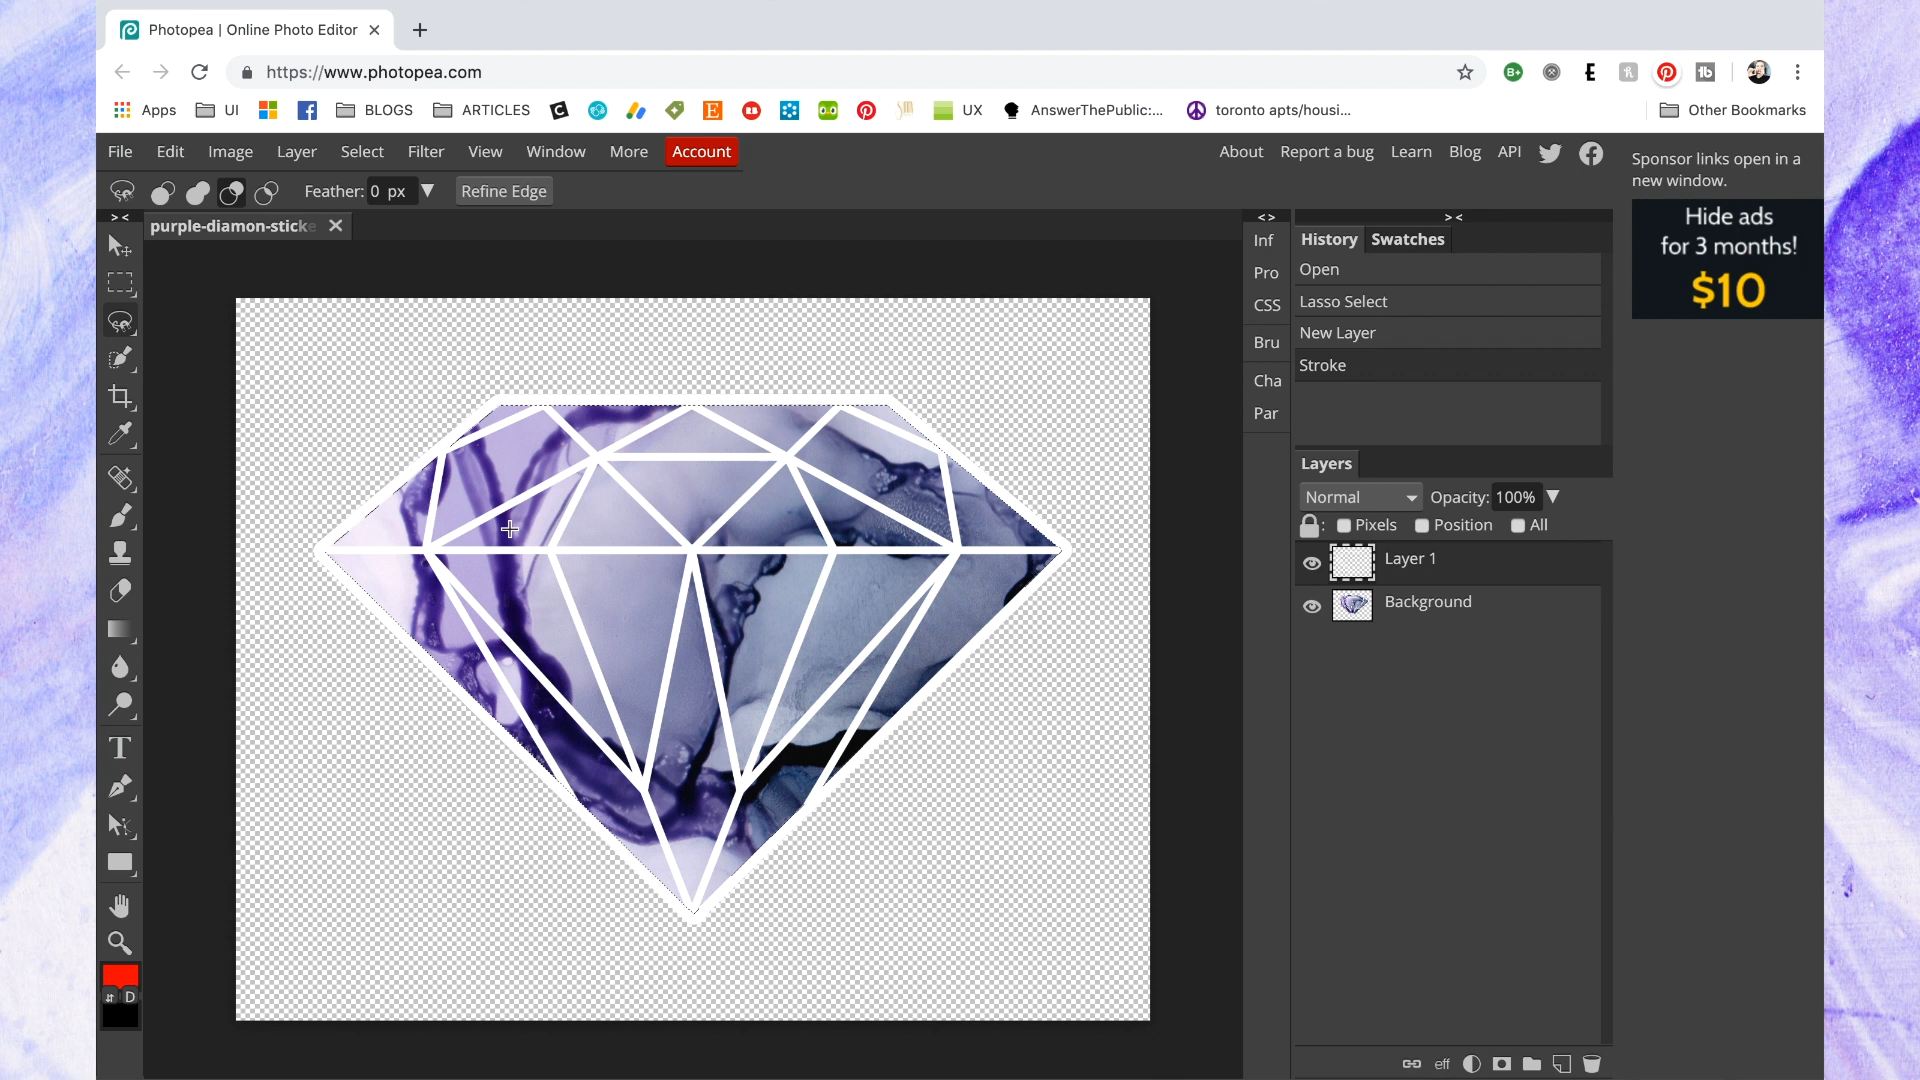 Photopea | Online Photo Editor
https://www.photopea.com
Apps UI BLOGS ARTICLES UX AnswerThePublic:... toronto apts/housi... Other Bookmarks
File Edit Image Layer Select Filter View Window More Account About Report a bug Learn Blog API
Feather: 0 px Refine Edge
Sponsor links open in a
new window.
Hide ads
for 3 months!
$10
> < < > > <
purple-diamon-sticke
Inf
Pro
CSS
Bru
Cha
Par
History Swatches
Open
Lasso Select
New Layer
Stroke
Layers
Normal Opacity: 100%
: Pixels Position All
Layer 1
Background
T
D
eff